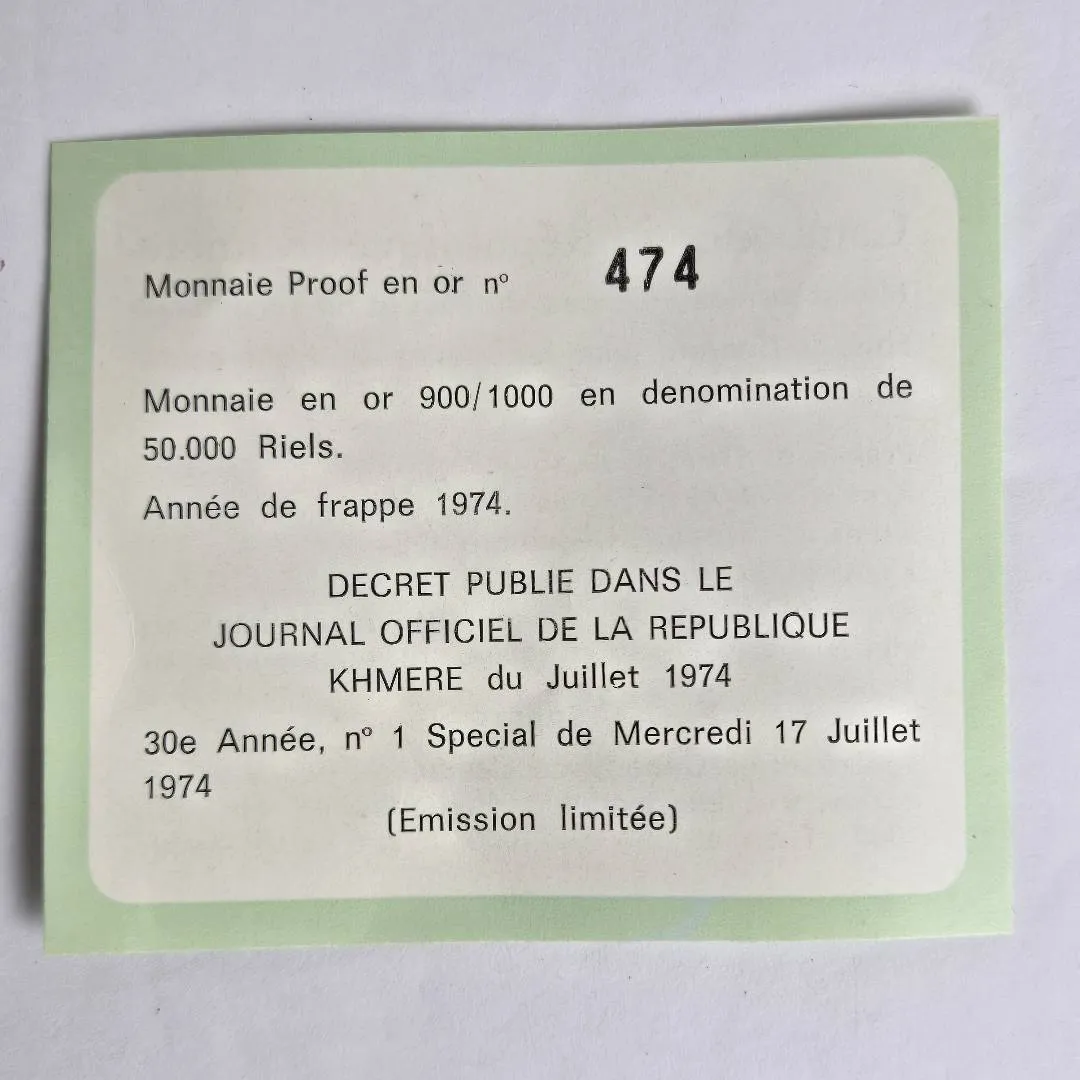 Monnaie Proof en or nº 474
Monnaie en or 900/1000 en denomination de
50.000 Riels.
Année de frappe 1974.
DECRET PUBLIE DANS LE
JOURNAL OFFICIEL DE LA REPUBLIQUE
KHMERE du Juillet 1974
30e Année, nº 1 Special de Mercredi 17 Juillet
1974
(Emission limitée)